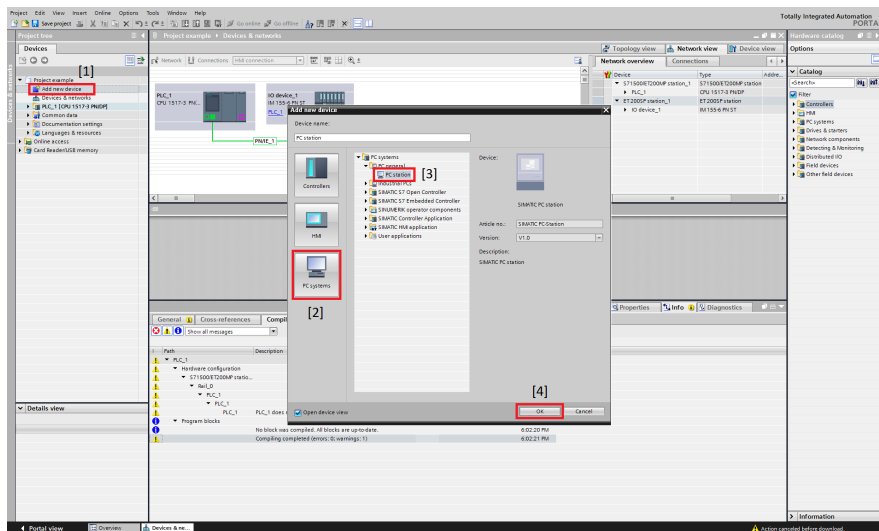 Project Edit View Insert Online Options Tools Window Help
Totally Integrated Automation
PORTAL
Save project Go online Go offline
Project tree
Project example ▸ Devices & networks
Hardware catalog
Devices
Topology view Network view Device view
Options
Network Connections HMI connection
Network overview Connections
[1]
Project example
Add new device
Devices & networks
PLC_1 [CPU 1517-3 PN/DP]
Common data
Documentation settings
Languages & resources
Online access
Card Reader/USB memory
PLC_1
CPU 1517-3 PN/...
IO device_1
IM 155-6 PN ST
PLC_1
PN/IE_1
Device Type Addre...
S71500/ET200MP station_1 S71500/ET200MP station
PLC_1 CPU 1517-3 PN/DP
ET 200SP station_1 ET 200SP station
IO device_1 IM 155-6 PN ST
Catalog
<Search>
Filter
Controllers
HMI
PC systems
Drives & starters
Network components
Detecting & Monitoring
Distributed I/O
Field devices
Other field devices
Add new device
Device name:
PC station
Controllers
HMI
PC systems
[2]
PC systems
PC general
PC station
[3]
Industrial PCs
SIMATIC S7 Open Controller
SIMATIC S7 Embedded Controller
SINUMERIK operator components
SIMATIC Controller Application
SIMATIC HMI application
User applications
Device:
SIMATIC PC station
Article no.: SIMATIC PC-Station
Version: V1.0
Description:
SIMATIC PC station
[4]
Open device view
OK Cancel
Properties Info Diagnostics
General Cross-references Compil
Show all messages
! Path Description
PLC_1
Hardware configuration
S71500/ET200MP statio...
Rail_0
PLC_1
PLC_1
PLC_1 PLC_1 does
Program blocks
No block was compiled. All blocks are up-to-date. 6:02:20 PM
Compiling completed (errors: 0; warnings: 1) 6:02:21 PM
Details view
Information
Portal view Overview Devices & ne...
Action canceled before download.
Devices & networks